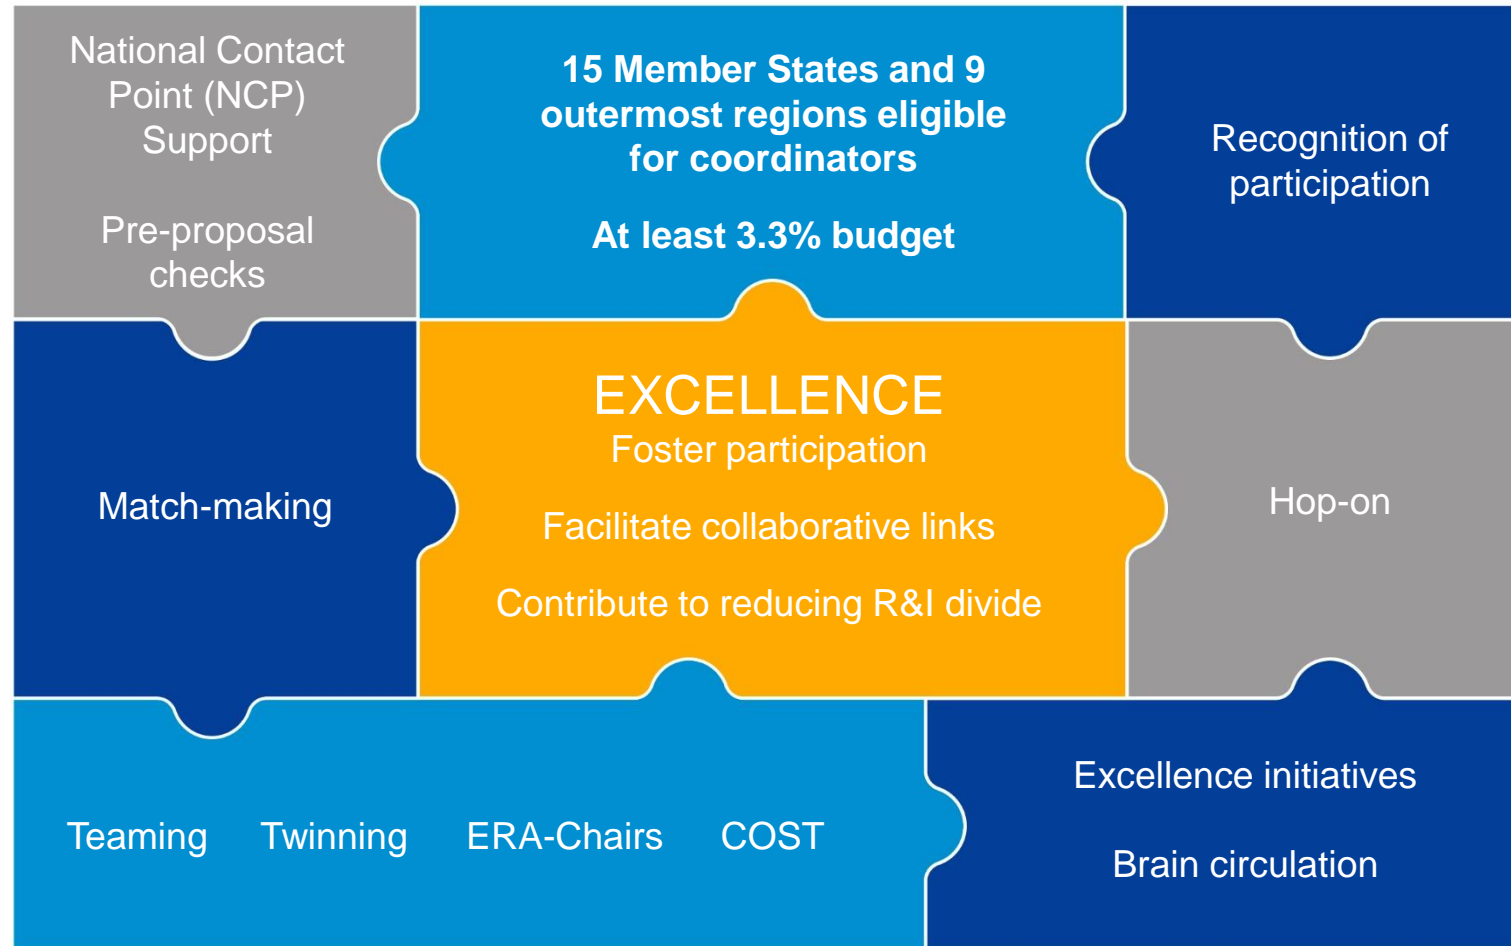 National Contact
Point (NCP)
Support
Pre-proposal
checks
15 Member States and 9
outermost regions eligible
for coordinators
At least 3.3% budget
Recognition of
participation
Match-making
EXCELLENCE
Foster participation
Facilitate collaborative links
Contribute to reducing R&I divide
Hop-on
Teaming Twinning ERA-Chairs COST
Excellence initiatives
Brain circulation